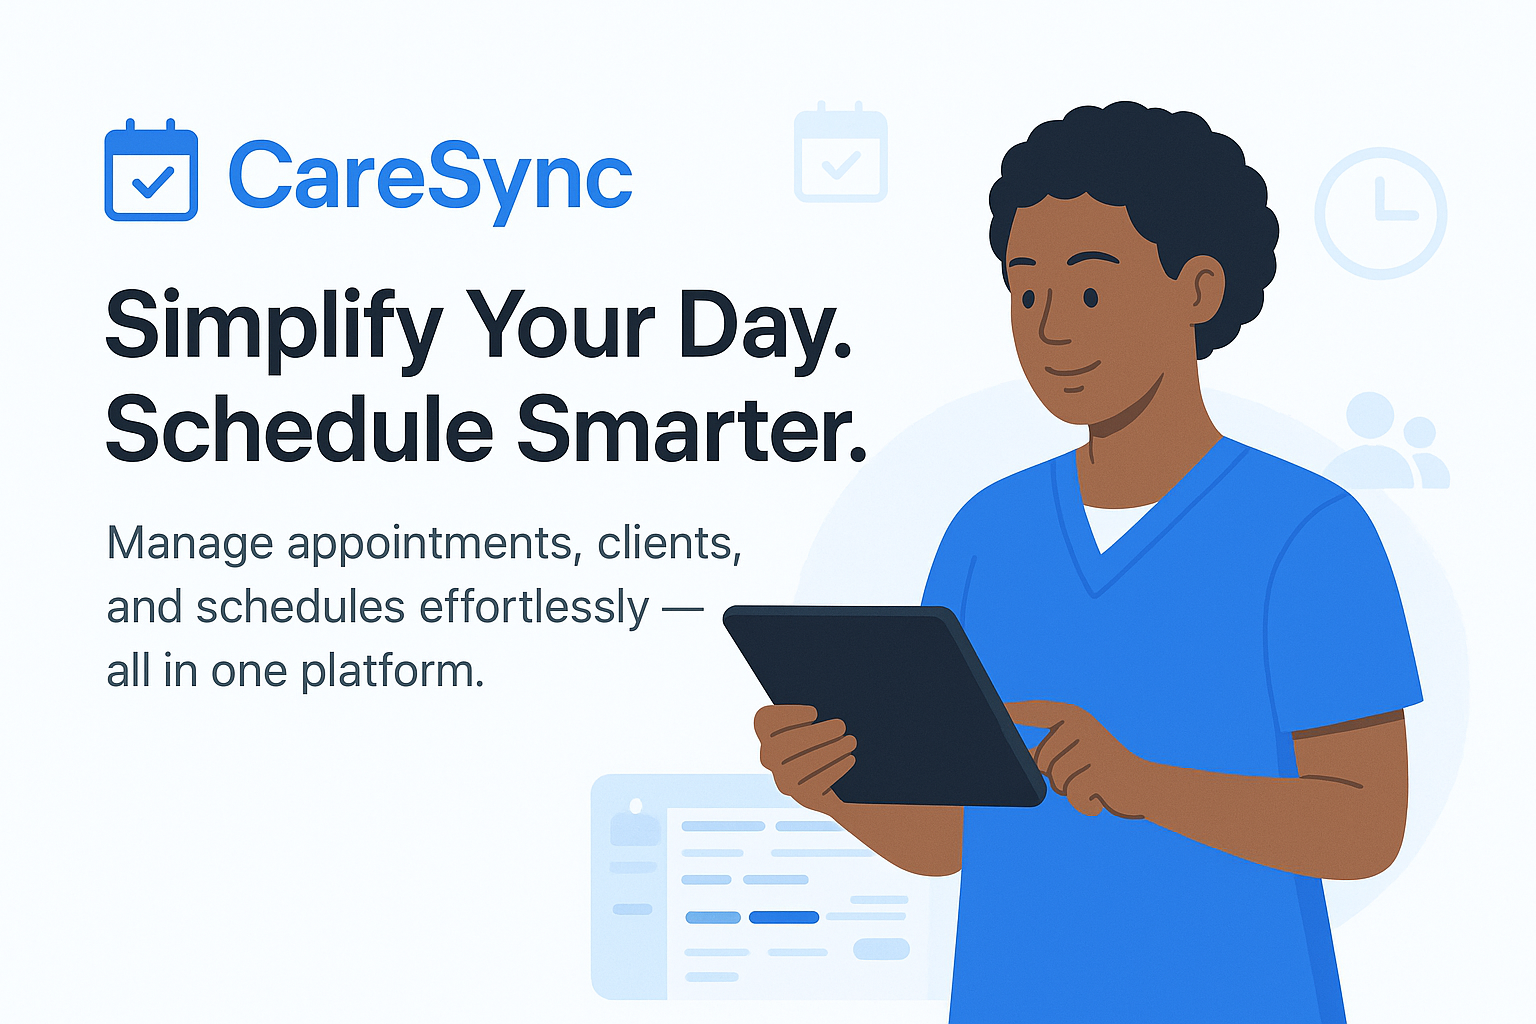 CareSync
Simplify Your Day.
Schedule Smarter.
Manage appointments, clients,
and schedules effortlessly —
all in one platform.